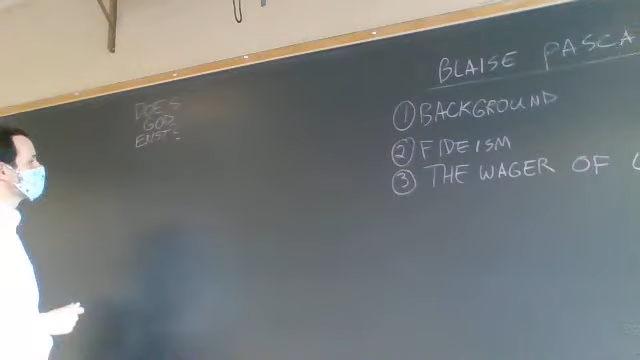 DOES
GOD
EXIST?
BLAISE PASCA
① BACKGROUND
② FIDEISM
③ THE WAGER OF